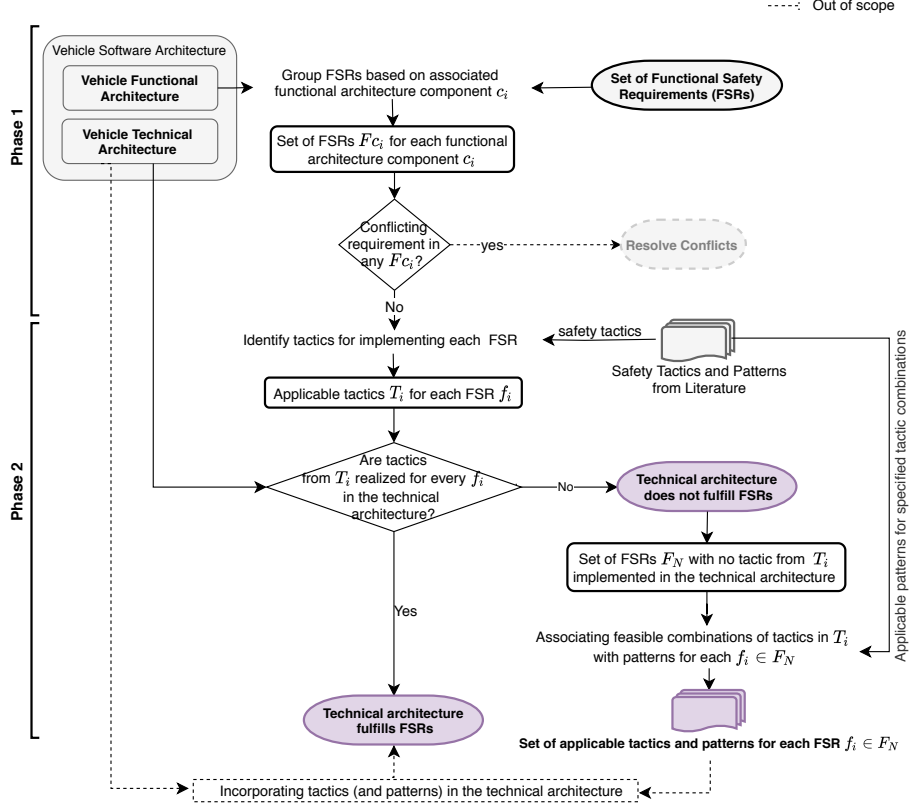 Out of scope
Phase 1
Vehicle Software Architecture
Vehicle Functional
Architecture
Vehicle Technical
Architecture
Group FSRs based on associated
functional architecture component c_i
Set of Functional Safety
Requirements (FSRs)
Set of FSRs Fc_i for each functional
architecture component c_i
Conflicting
requirement in
any Fc_i?
yes
Resolve Conflicts
No
Phase 2
Identify tactics for implementing each FSR
safety tactics
Safety Tactics and Patterns
from Literature
Applicable patterns for specified tactic combinations
Applicable tactics T_i for each FSR f_i
Are tactics
from T_i realized for every f_i
in the technical
architecture?
No
Technical architecture
does not fulfill FSRs
Set of FSRs F_N with no tactic from T_i
implemented in the technical architecture
Yes
Associating feasible combinations of tactics in T_i
with patterns for each f_i ∈ F_N
Technical architecture
fulfills FSRs
Set of applicable tactics and patterns for each FSR f_i ∈ F_N
Incorporating tactics (and patterns) in the technical architecture